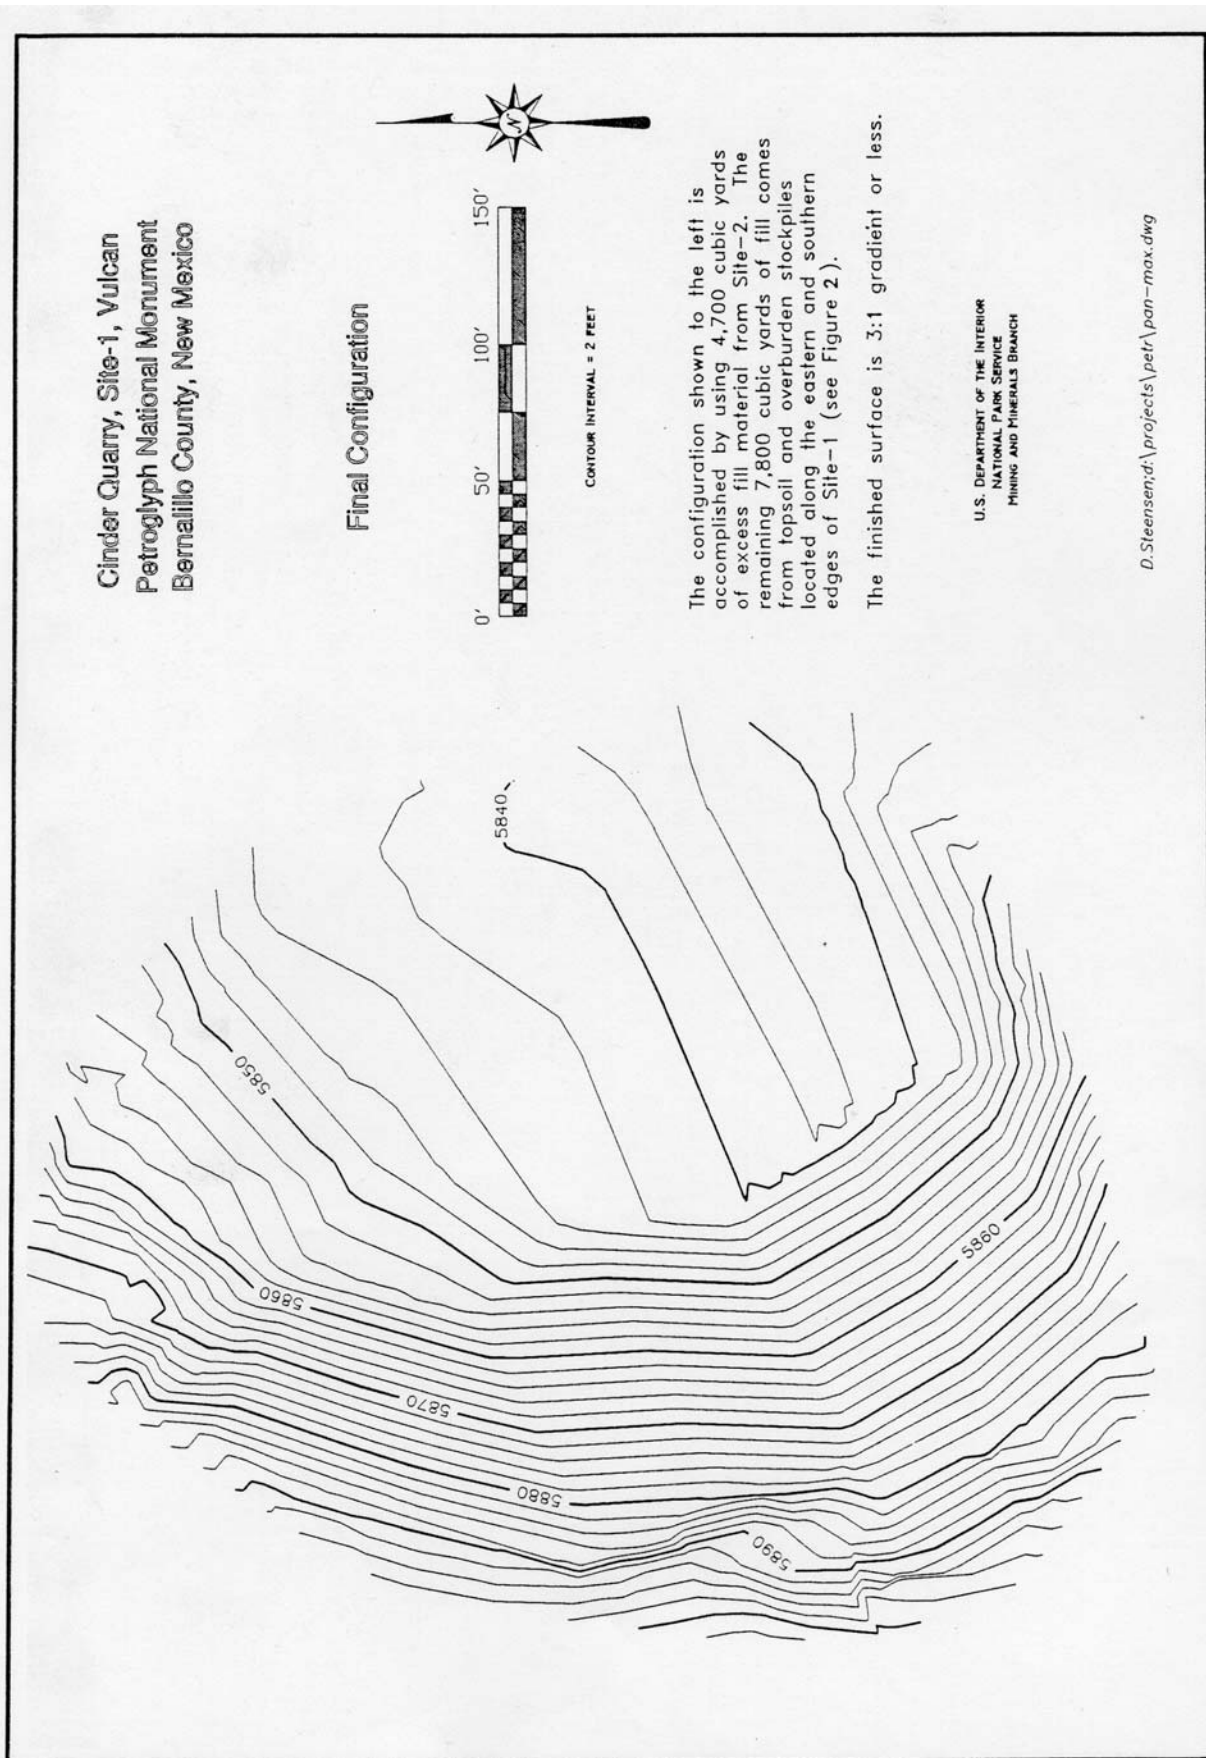 Cinder Quarry, Site-1, Vulcan
Petroglyph National Monument
Bernalillo County, New Mexico
Final Configuration
N
0' 50' 100' 150'
CONTOUR INTERVAL = 2 FEET
The configuration shown to the left is
accomplished by using 4,700 cubic yards
of excess fill material from Site-2. The
remaining 7,800 cubic yards of fill comes
from topsoil and overburden stockpiles
located along the eastern and southern
edges of Site-1 (see Figure 2).
The finished surface is 3:1 gradient or less.
U.S. DEPARTMENT OF THE INTERIOR
NATIONAL PARK SERVICE
MINING AND MINERALS BRANCH
D.Steensen;d:\projects\petr\pan-max.dwg
5840
5850
5860
5870
5880
5890
5860